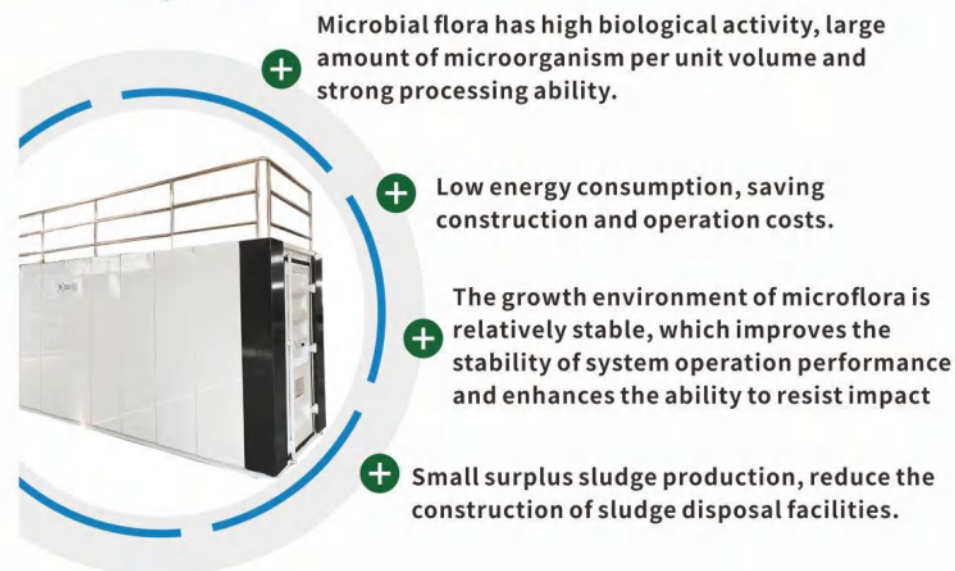 Microbial flora has high biological activity, large
amount of microorganism per unit volume and
strong processing ability.
Low energy consumption, saving
construction and operation costs.
The growth environment of microflora is
relatively stable, which improves the
stability of system operation performance
and enhances the ability to resist impact
Small surplus sludge production, reduce the
construction of sludge disposal facilities.